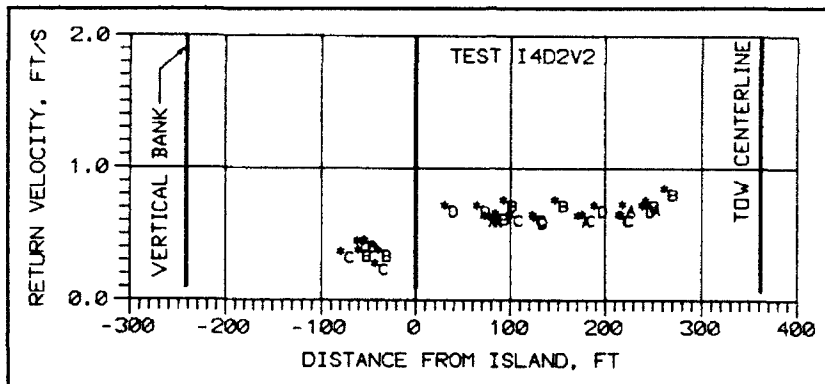 2.0
TEST I4D2V2
RETURN VELOCITY, FT/S
VERTICAL BANK
TOW CENTERLINE
1.0
*B
*B
*B
*D
*D
*D
*A
*C
*C
*C
*B
*B
*C
0.0
-300
-200
-100
0
100
200
300
400
DISTANCE FROM ISLAND, FT